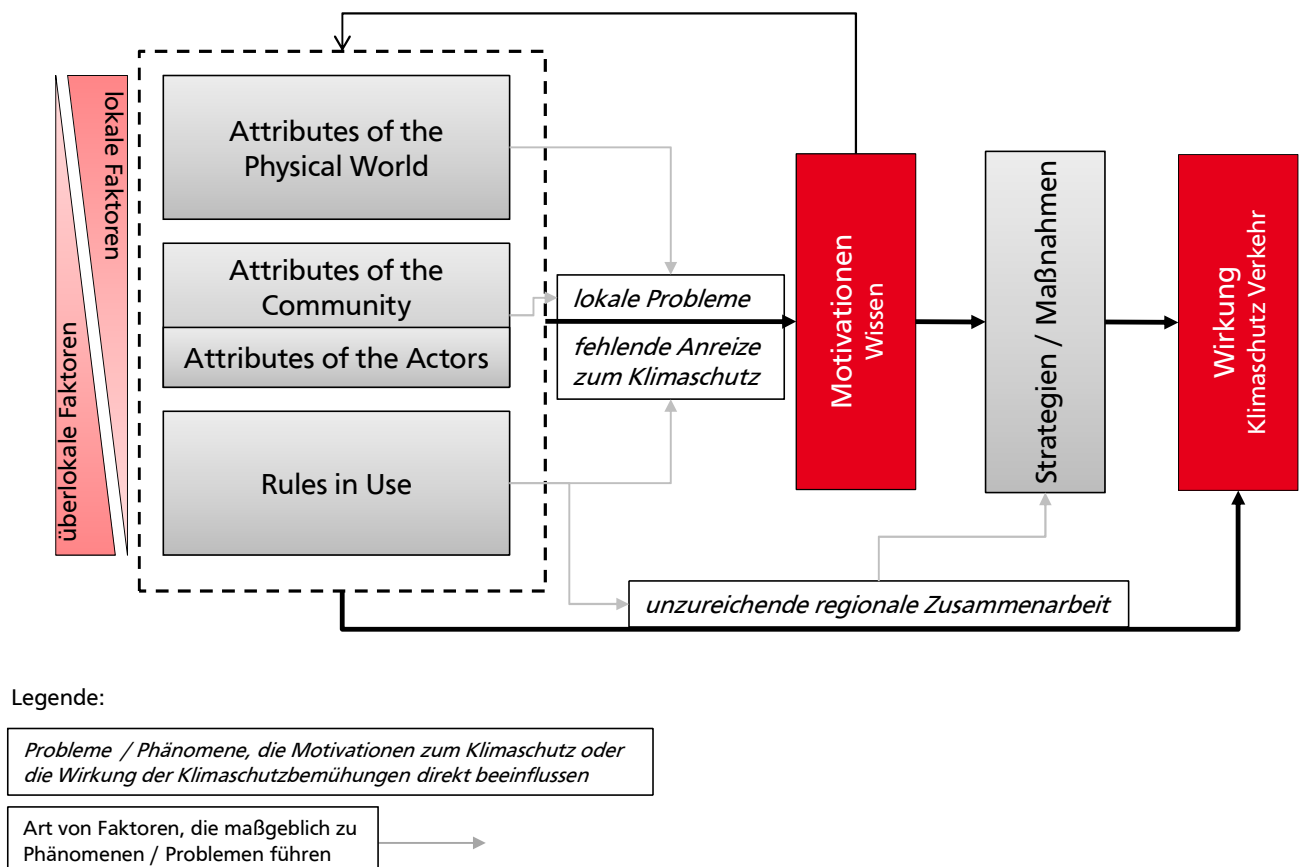 lokale Faktoren
überlokale Faktoren
Attributes of the
Physical World
Attributes of the
Community
Attributes of the Actors
Rules in Use
lokale Probleme
fehlende Anreize
zum Klimaschutz
Motivationen
Wissen
Strategien / Maßnahmen
Wirkung
Klimaschutz Verkehr
unzureichende regionale Zusammenarbeit
Legende:
Probleme / Phänomene, die Motivationen zum Klimaschutz oder
die Wirkung der Klimaschutzbemühungen direkt beeinflussen
Art von Faktoren, die maßgeblich zu
Phänomenen / Problemen führen